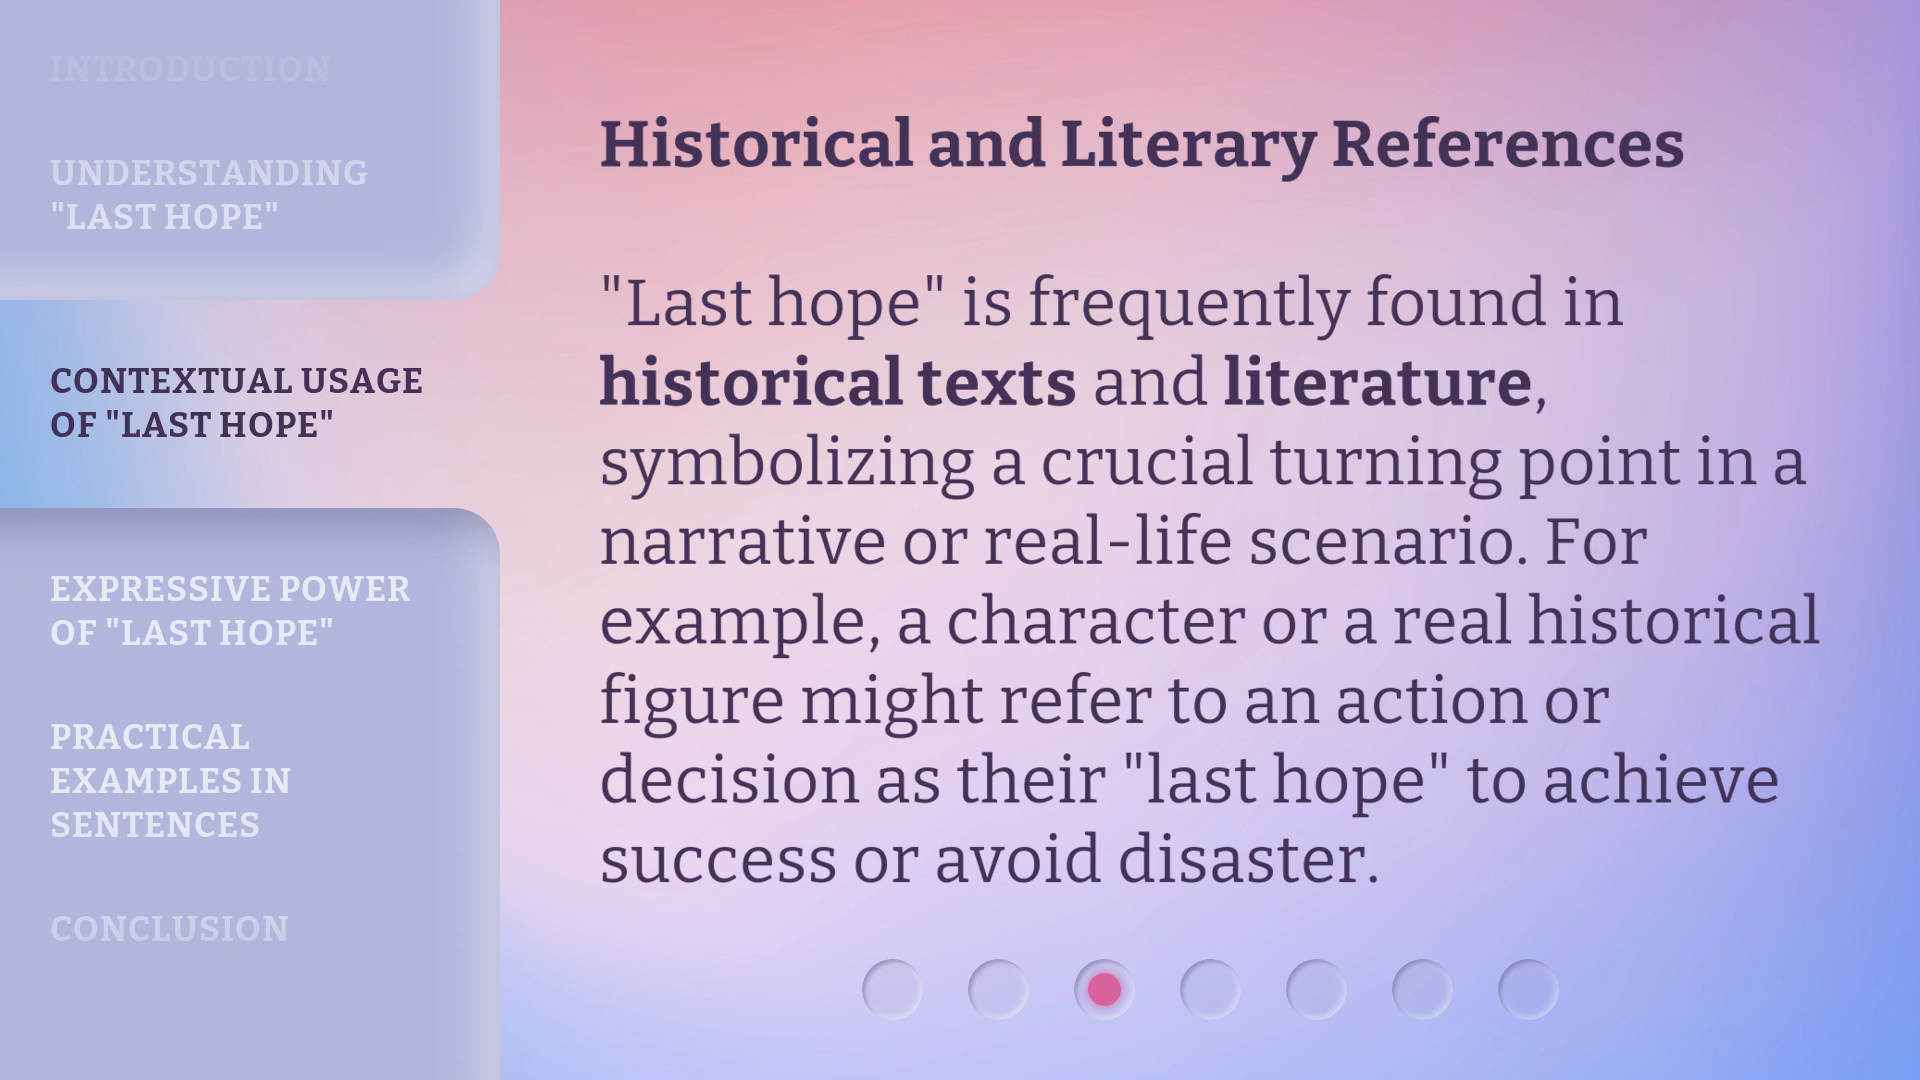 INTRODUCTION
UNDERSTANDING
"LAST HOPE"
CONTEXTUAL USAGE
OF "LAST HOPE"
EXPRESSIVE POWER
OF "LAST HOPE"
PRACTICAL
EXAMPLES IN
SENTENCES
CONCLUSION
Historical and Literary References
"Last hope" is frequently found in
historical texts and literature,
symbolizing a crucial turning point in a
narrative or real-life scenario. For
example, a character or a real historical
figure might refer to an action or
decision as their "last hope" to achieve
success or avoid disaster.